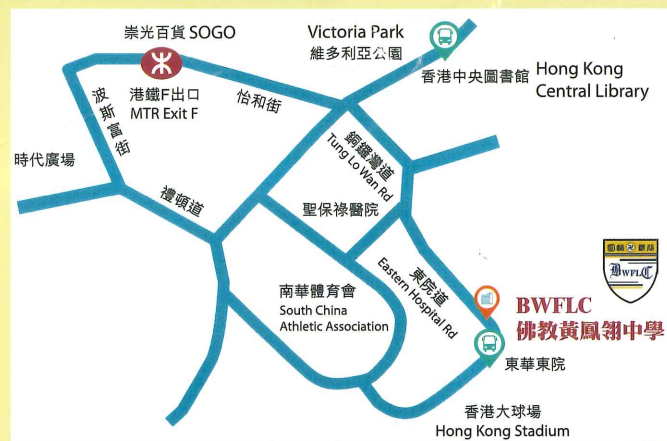 崇光百貨 SOGO
Victoria Park
維多利亞公園
香港中央圖書館
Hong Kong
Central Library
港鐵F出口
MTR Exit F
怡和街
波斯富街
時代廣場
禮頓道
銅鑼灣道
Tung Lo Wan Rd
聖保祿醫院
南華體育會
South China
Athletic Association
東院道
Eastern Hospital Rd
BWFLC
BWFLC
佛教黃鳳翎中學
東華東院
香港大球場
Hong Kong Stadium